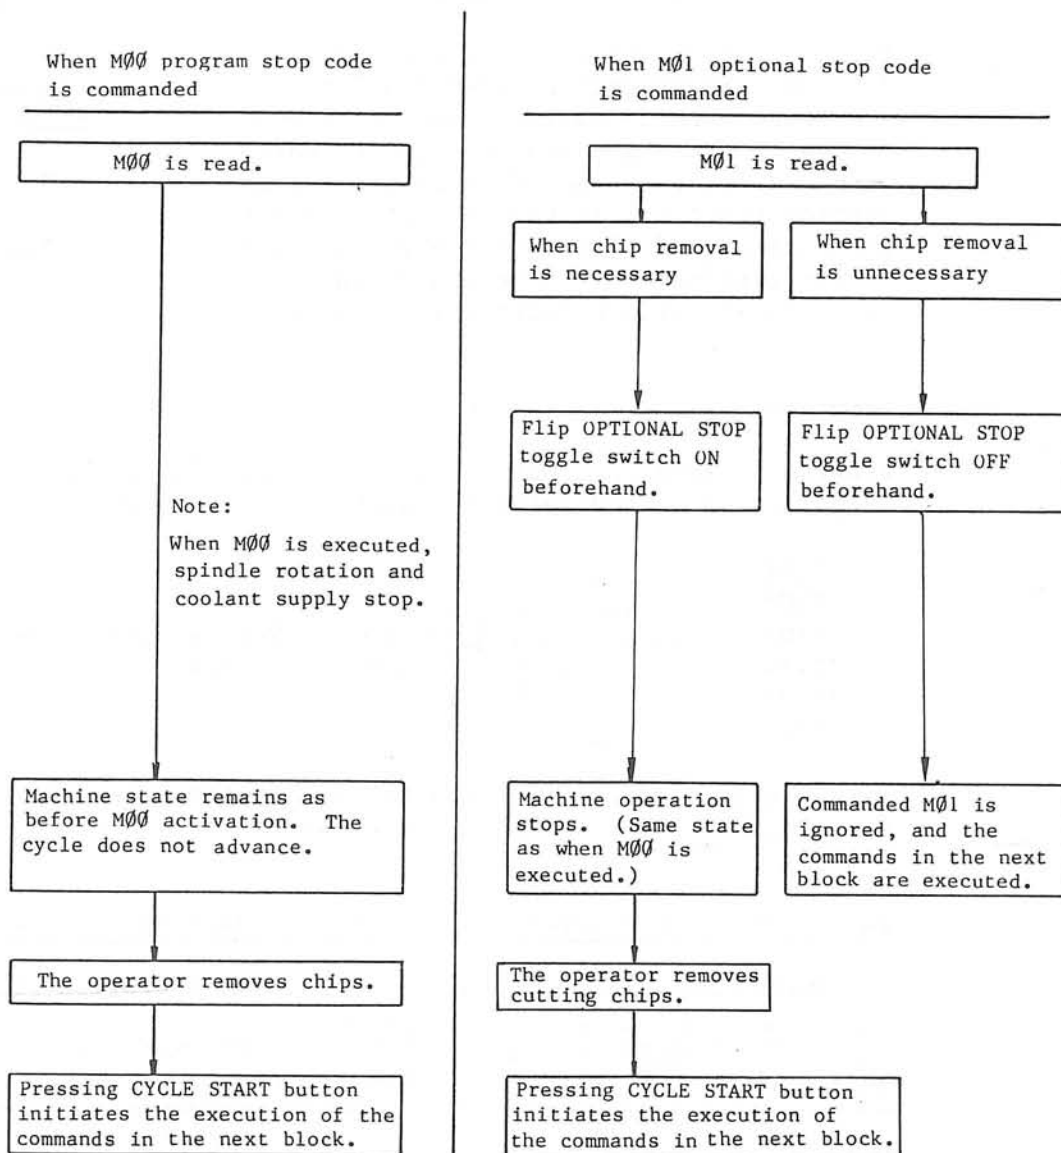 When MØØ program stop code
is commanded
MØØ is read.
Note:
When MØØ is executed,
spindle rotation and
coolant supply stop.
Machine state remains as
before MØØ activation.  The
cycle does not advance.
The operator removes chips.
Pressing CYCLE START button
initiates the execution of the
commands in the next block.
When MØ1 optional stop code
is commanded
MØ1 is read.
When chip removal
is necessary
Flip OPTIONAL STOP
toggle switch ON
beforehand.
Machine operation
stops.  (Same state
as when MØØ is
executed.)
The operator removes
cutting chips.
Pressing CYCLE START button
initiates the execution of
the commands in the next block.
When chip removal
is unnecessary
Flip OPTIONAL STOP
toggle switch OFF
beforehand.
Commanded MØ1 is
ignored, and the
commands in the next
block are executed.